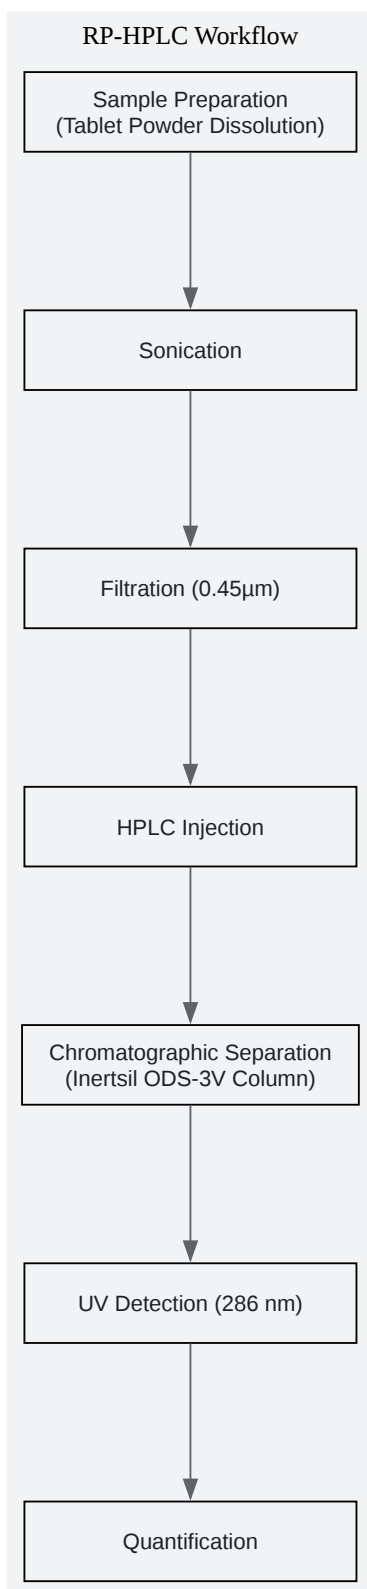 RP-HPLC Workflow
Sample Preparation
(Tablet Powder Dissolution)
Sonication
Filtration (0.45µm)
HPLC Injection
Chromatographic Separation
(Inertsil ODS-3V Column)
UV Detection (286 nm)
Quantification